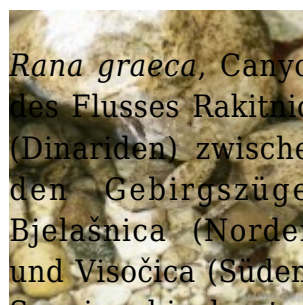 Rana graeca, Canyo
des Flusses Rakitnic
(Dinariden) zwische
den Gebirgszüge
Bjelašnica (Norden
und Visočica (Süden